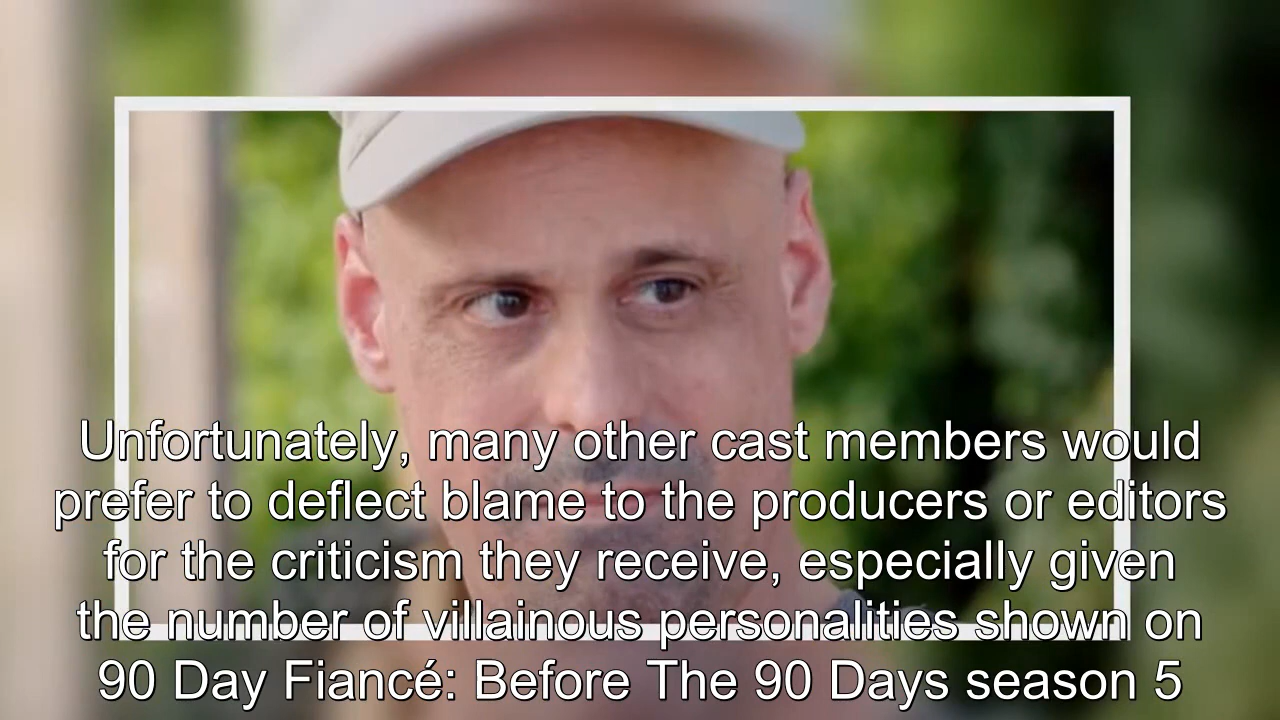 Unfortunately, many other cast members would
prefer to deflect blame to the producers or editors
for the criticism they receive, especially given
the number of villainous personalities shown on
90 Day Fiancé: Before The 90 Days season 5